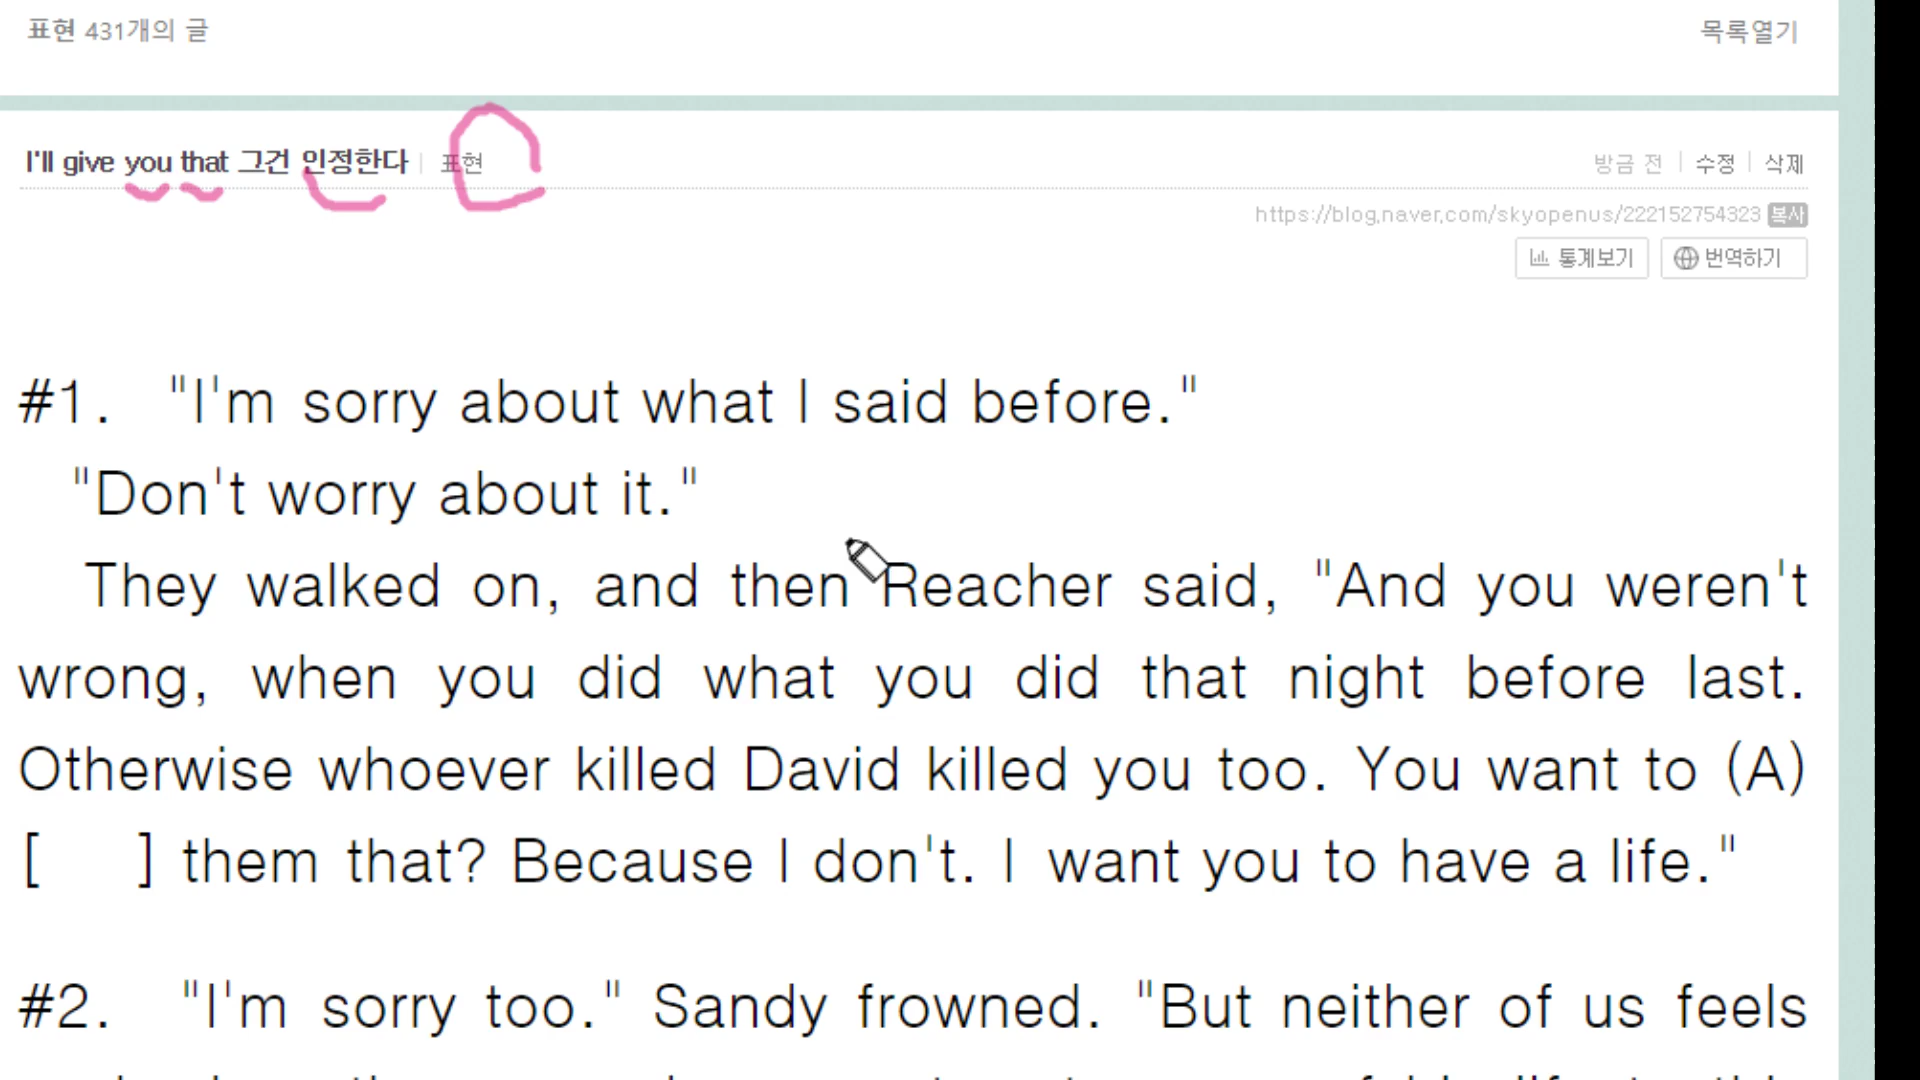 표현 431개의 글
목록열기
I'll give you that 그건 인정한다 | 표현
방금 전 | 수정 | 삭제
https://blog.naver.com/skyopenus/222152754323 복사
통계보기 번역하기
#1. "I'm sorry about what I said before."
"Don't worry about it."
They walked on, and then Reacher said, "And you weren't
wrong, when you did what you did that night before last.
Otherwise whoever killed David killed you too. You want to (A)
[ ] them that? Because I don't. I want you to have a life."
#2. "I'm sorry too." Sandy frowned. "But neither of us feels